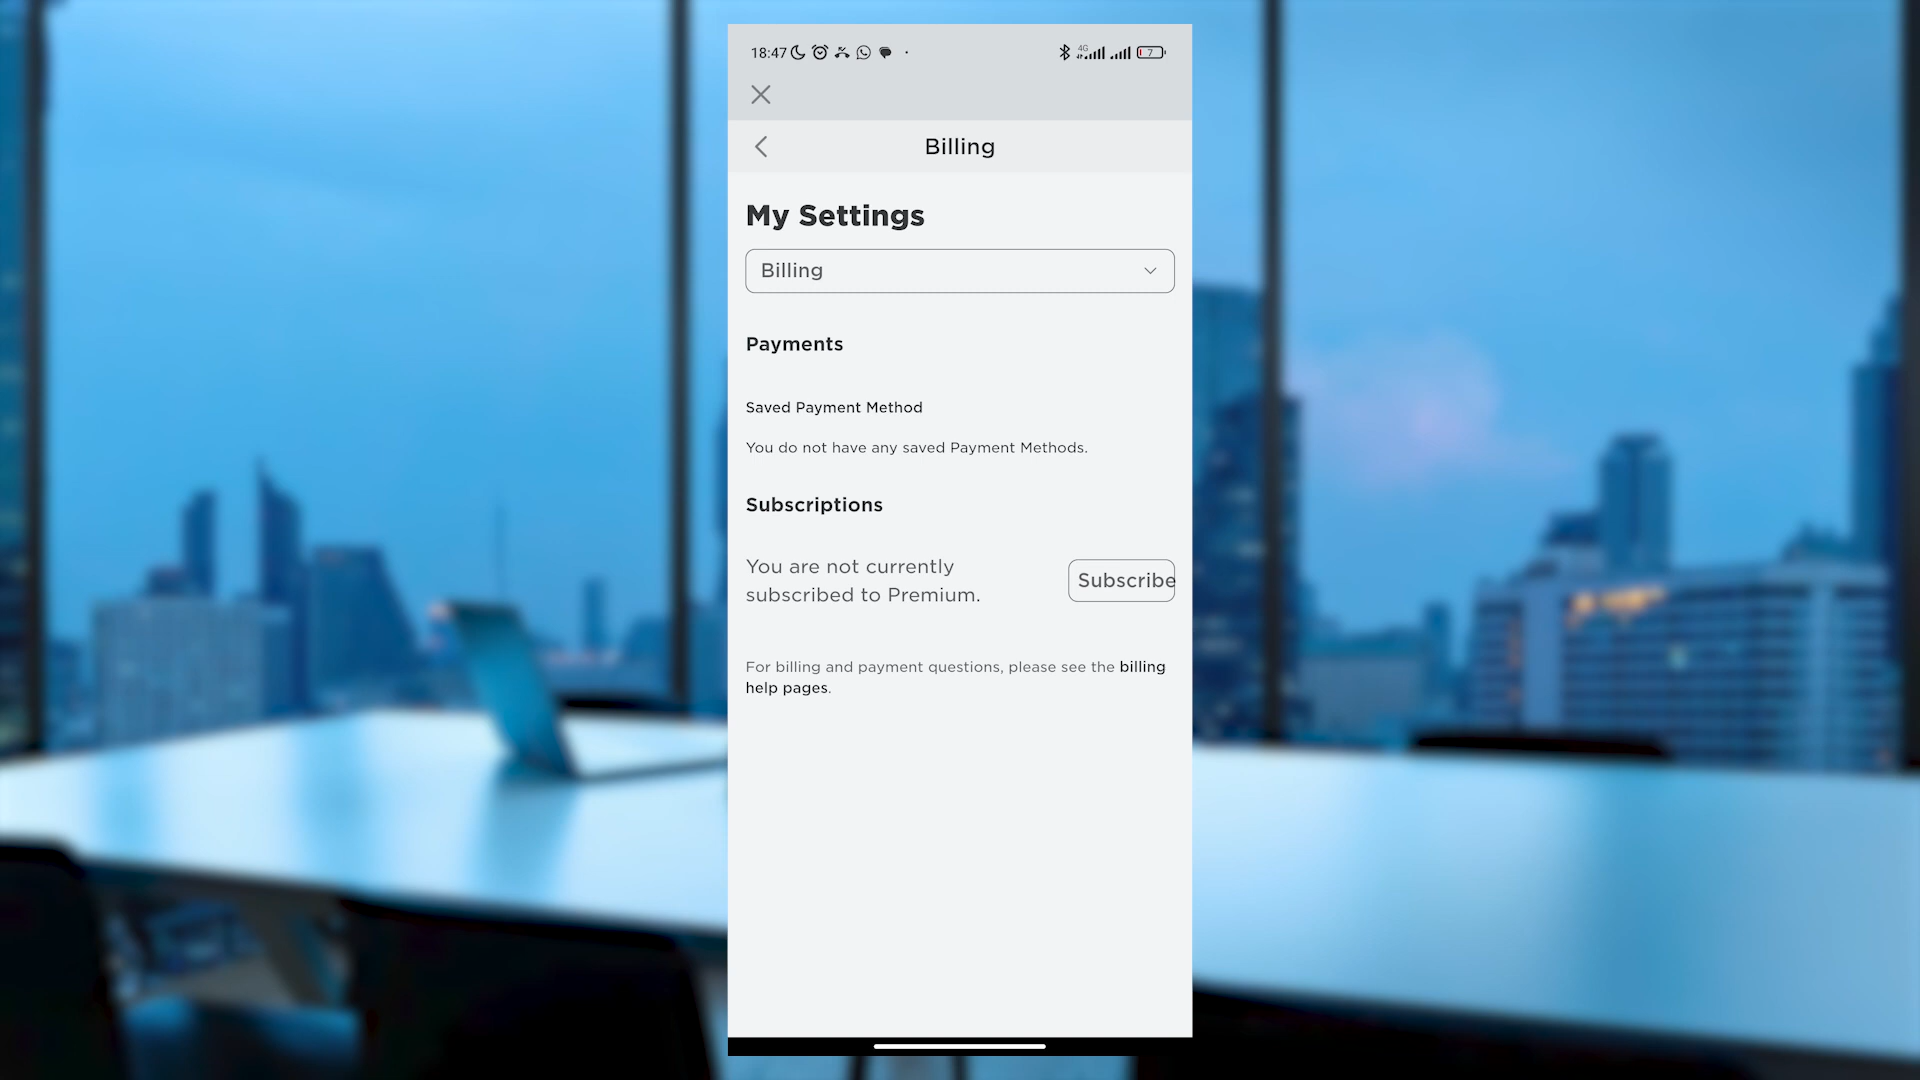 18:47 4G 7
Billing
My Settings
Billing
Payments
Saved Payment Method
You do not have any saved Payment Methods.
Subscriptions
You are not currently
subscribed to Premium.
Subscribe
For billing and payment questions, please see the billing
help pages.